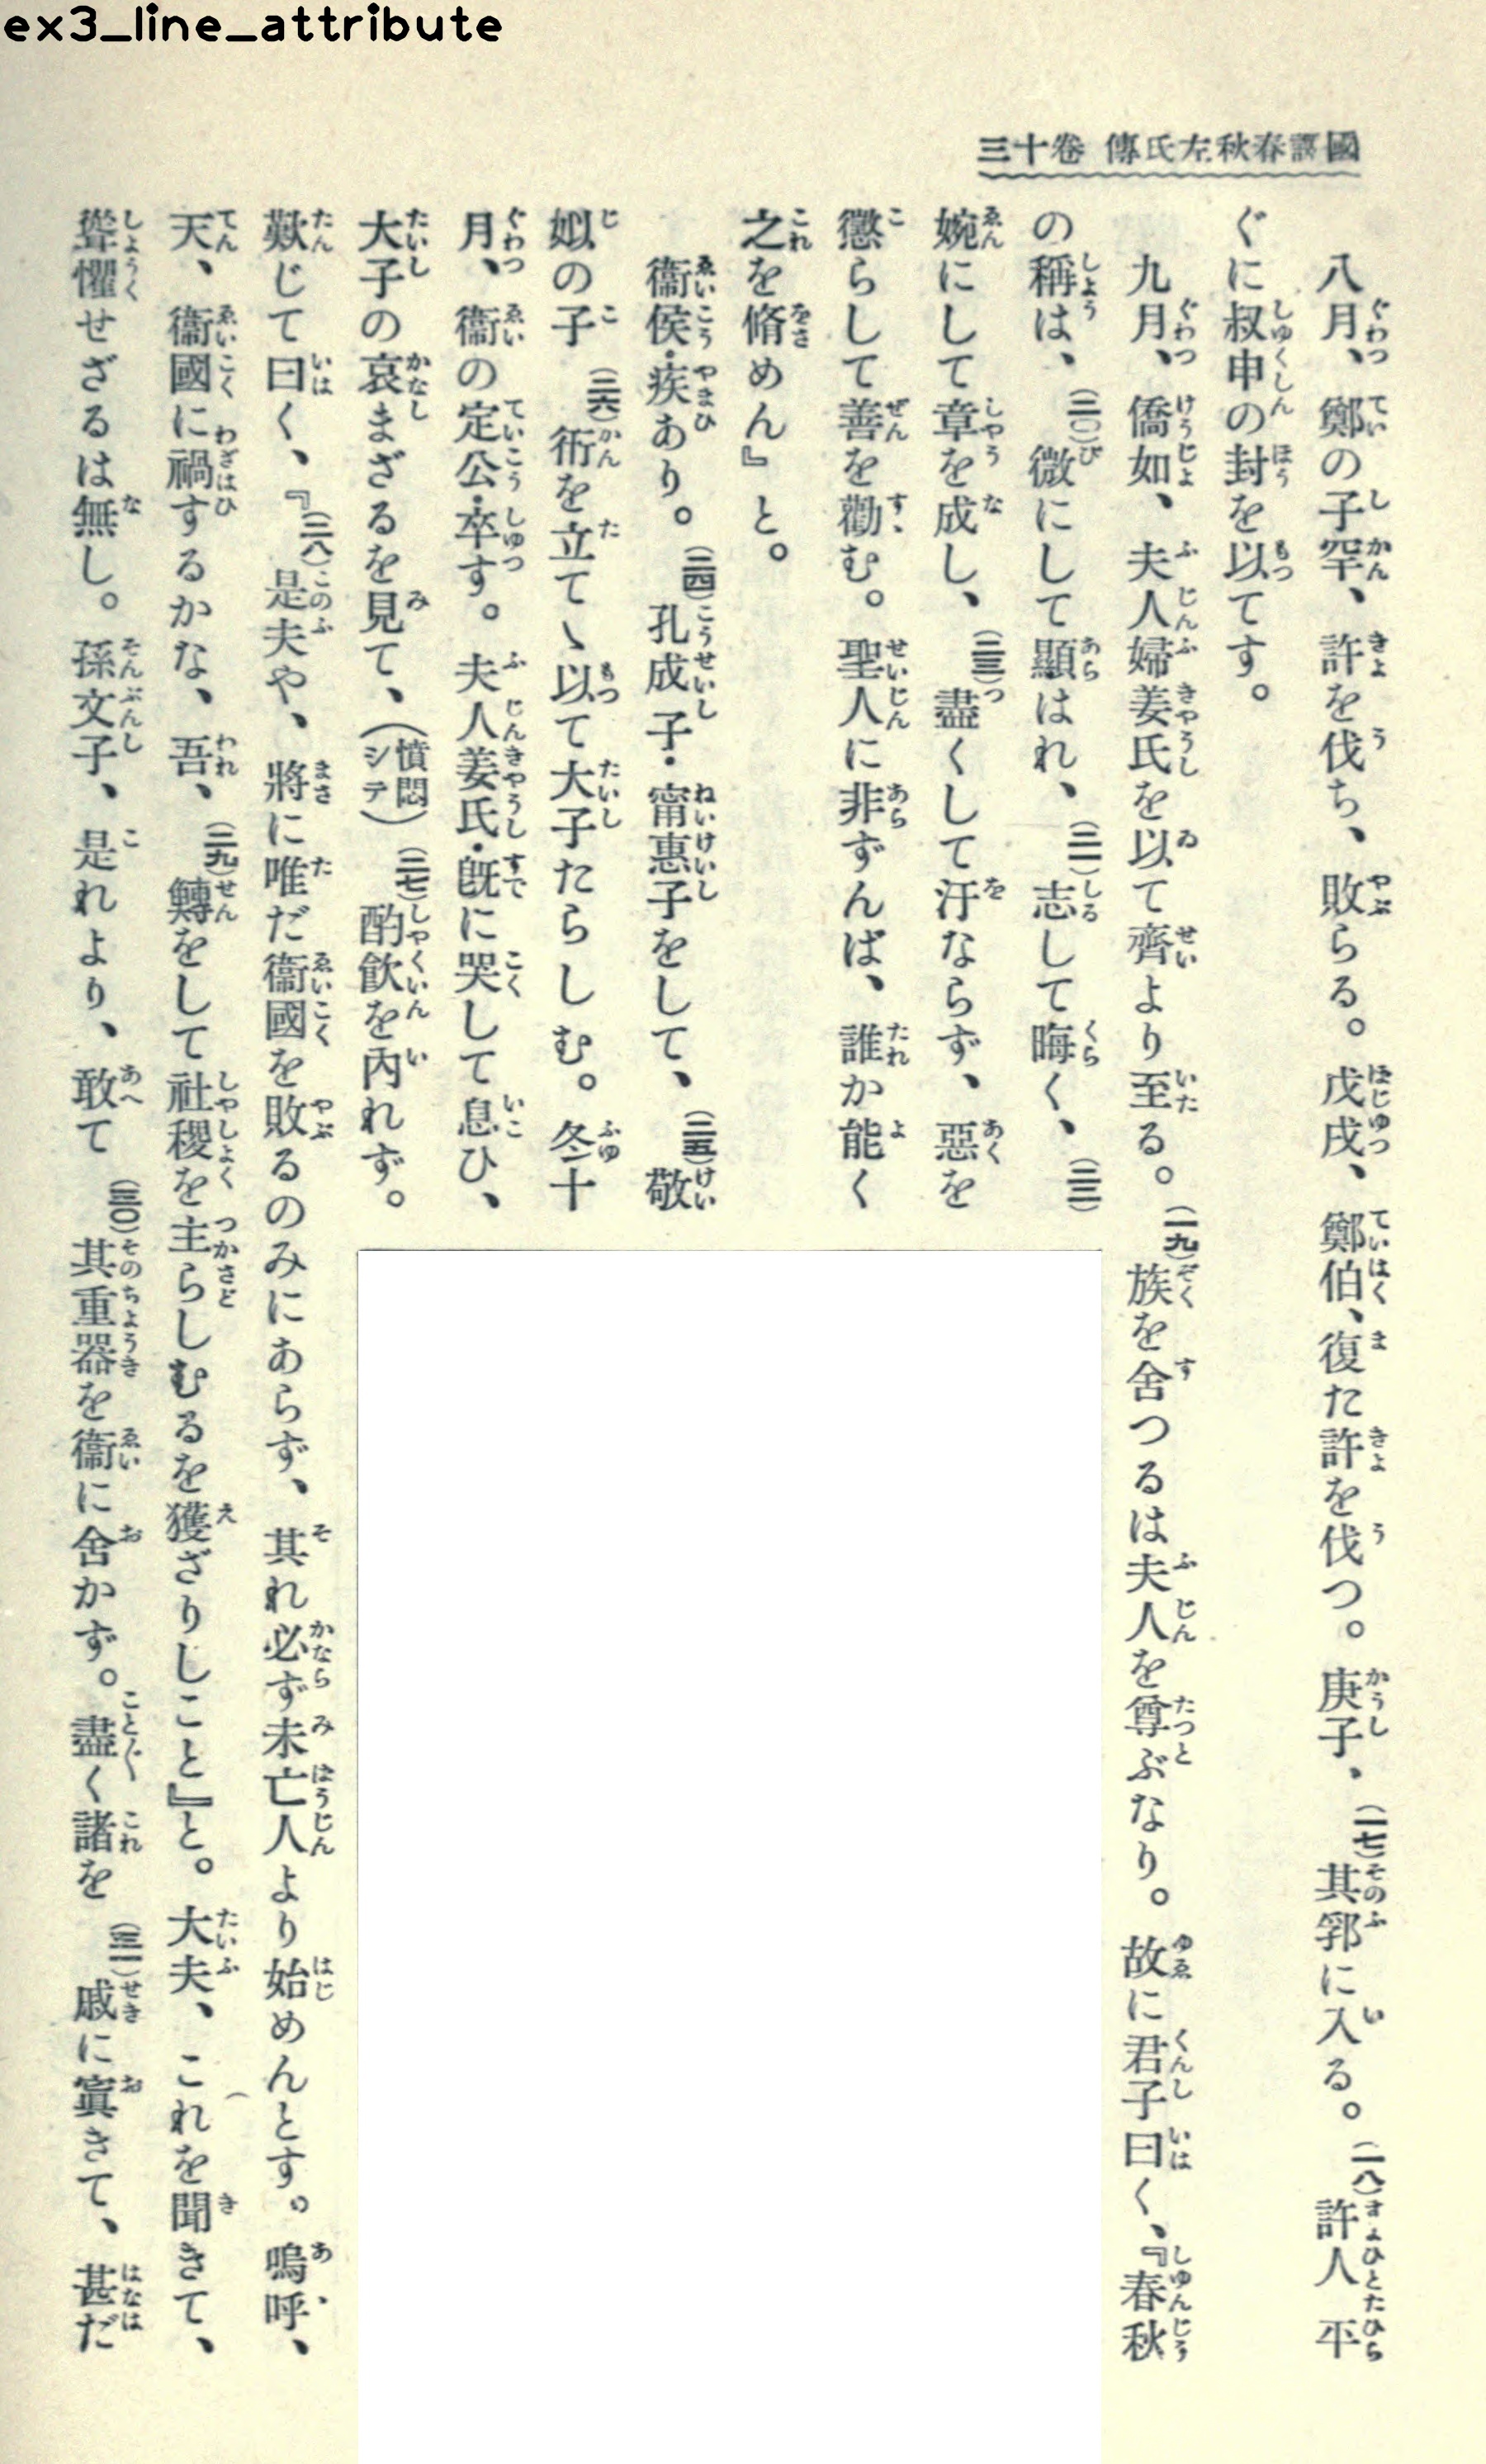 ex3_line_attribute
國譯春秋左氏傳 卷十三
八月、鄭の子罕、許を伐ち、敗らる。戊戌、鄭伯、復た許を伐つ。庚子、(一七)其郛に入る。(一八)許人 平
ぐに叔申の封を以てす。
九月、僑如、夫人婦姜氏を以て齊より至る。(一九)族を舍つるは夫人を尊ぶなり。故に君子曰く、『春秋
の稱は、(二〇)微にして顯はれ、(二一)志して晦く、(二二)
婉にして章を成し、(二三)盡くして汙ならず、惡を
懲らして善を勸む。聖人に非ずんば、誰か能く
之を脩めん』と。
衞侯・疾あり。(二四)孔成子・甯惠子をして、(二五)敬
姒の子(二六)衎を立てゝ以て大子たらしむ。冬十
月、衞の定公・卒す。夫人姜氏・既に哭して息ひ、
大子の哀まざるを見て、(憤悶シテ)(二七)酌飮を內れず。
歎じて曰く、『(二八)是夫や、將に唯だ衞國を敗るのみにあらず、其れ必ず未亡人より始めんとす。嗚呼、
天、衞國に禍するかな、吾、(二九)鱄をして社稷を主らしむるを獲ざりしこと』と。大夫、これを聞きて、
聳懼せざるは無し。孫文子、是れより、敢て(三〇)其重器を衞に舍かず。盡く諸を(三一)戚に寘きて、甚だ